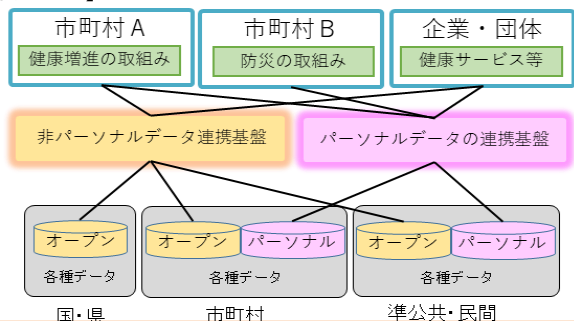 市町村A
健康増進の取組み
市町村B
防災の取組み
企業・団体
健康サービス等
非パーソナルデータ連携基盤
パーソナルデータの連携基盤
オープン
各種データ
国・県
オープン
パーソナル
各種データ
市町村
オープン
パーソナル
各種データ
準公共・民間